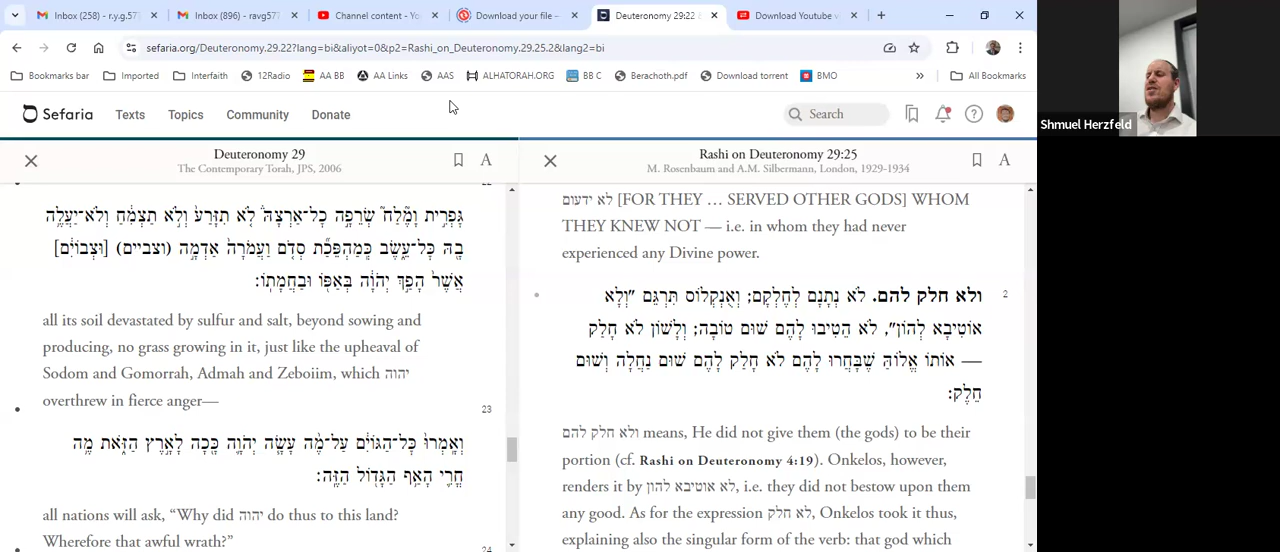 Inbox (258) - r.y.g.57
Inbox (896) - ravg577
Channel content - Yo
Download your file –
Deuteronomy 29:22
Download Youtube v
sefaria.org/Deuteronomy.29.22?lang=bi&aliyot=0&p2=Rashi_on_Deuteronomy.29.25.2&lang2=bi
Bookmarks bar
Imported
Interfaith
12Radio
AA BB
AA Links
AAS
ALHATORAH.ORG
BB C
Berachoth.pdf
Download torrent
BMO
»
All Bookmarks
Sefaria
Texts
Topics
Community
Donate
Search
Shmuel Herzfeld
Deuteronomy 29
The Contemporary Torah, JPS, 2006
A
גׇּפְרִ֣ית וָמֶ֘לַח֮ שְׂרֵפָ֣ה כׇל־אַרְצָהּ֒ לֹ֤א תִזָּרַע֙ וְלֹ֣א תַצְמִ֔חַ וְלֹא־יַעֲלֶ֥ה
בָ֖הּ כׇּל־עֵ֑שֶׂב כְּֽמַהְפֵּכַ֞ת סְדֹ֤ם וַעֲמֹרָה֙ אַדְמָ֣ה (וצביים) [וּצְבוֹיִ֔ם]
אֲשֶׁר֙ הָפַ֣ךְ יְהֹוָ֔ה בְּאַפּ֖וֹ וּבַחֲמָתֽוֹ׃
all its soil devastated by sulfur and salt, beyond sowing and
producing, no grass growing in it, just like the upheaval of
Sodom and Gomorrah, Admah and Zeboiim, which יהוה
overthrew in fierce anger—
23
וְאָֽמְרוּ֙ כׇּל־הַגּוֹיִ֔ם עַל־מֶ֨ה עָשָׂ֧ה יְהֹוָ֛ה כָּ֖כָה לָאָ֣רֶץ הַזֹּ֑את מֶ֥ה
חֳרִ֛י הָאַ֥ף הַגָּד֖וֹל הַזֶּֽה׃
all nations will ask, “Why did יהוה do thus to this land?
Wherefore that awful wrath?”
Rashi on Deuteronomy 29:25
M. Rosenbaum and A.M. Silbermann, London, 1929-1934
A
לא ידעום [FOR THEY … SERVED OTHER GODS] WHOM
THEY KNEW NOT — i.e. in whom they had never
experienced any Divine power.
2
ולא חלק להם. לֹא נְתָנָם לְחֶלְקָם; וְאֻנְקְלוֹס תִּרְגֵּם "וְלָא
אוֹטִיבָא לְהוֹן", לֹא הֵטִיבוּ לָהֶם שׁוּם טוֹבָה; וְלָשׁוֹן לֹא חָלַק
— אוֹתוֹ אֱלוֹהַּ שֶׁבָּחֲרוּ לָהֶם לֹא חָלַק לָהֶם שׁוּם נַחֲלָה וְשׁוּם
חֵלֶק:
ולא חלק להם means, He did not give them (the gods) to be their
portion (cf. Rashi on Deuteronomy 4:19). Onkelos, however,
renders it by לא אוטיבא להון, i.e. they did not bestow upon them
any good. As for the expression לא חלק, Onkelos took it thus,
explaining also the singular form of the verb: that god which